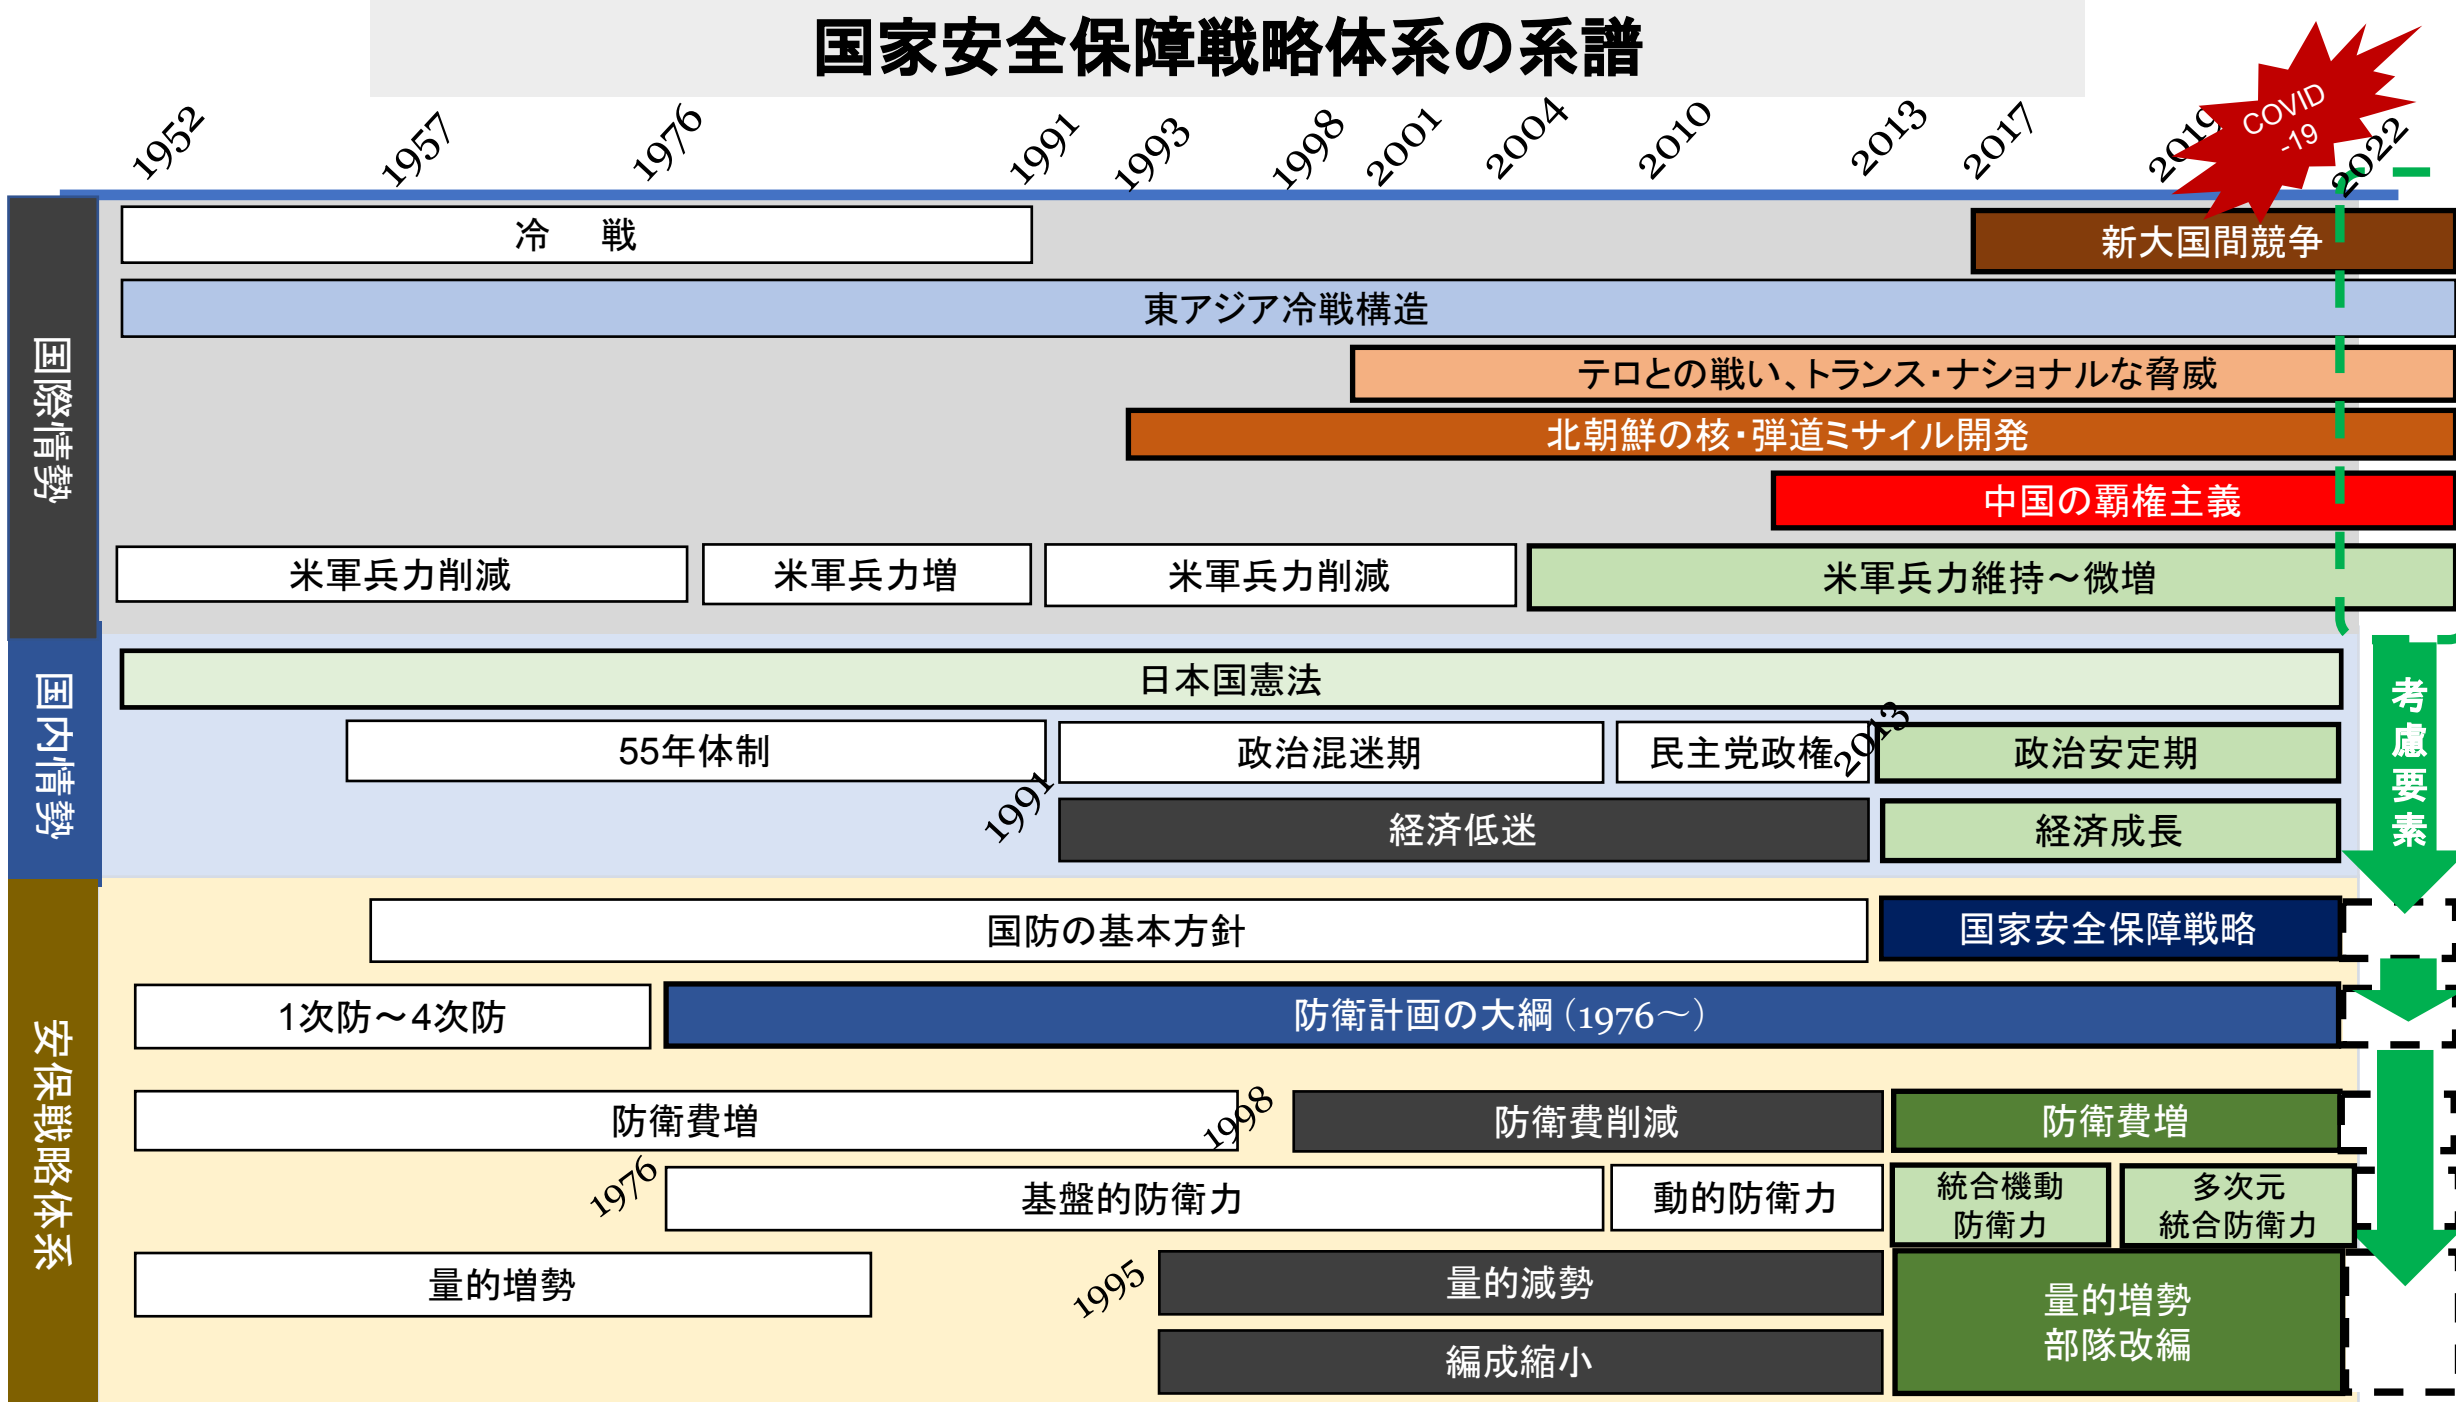 国家安全保障戦略体系の系譜
1952
1957
1976
1991
1993
1998
2001
2004
2010
2013
2017
2019
COVID
-19
2022
国際情勢
冷 戦
新大国間競争
東アジア冷戦構造
テロとの戦い、トランス・ナショナルな脅威
北朝鮮の核・弾道ミサイル開発
中国の覇権主義
米軍兵力削減
米軍兵力増
米軍兵力削減
米軍兵力維持～微増
国内情勢
日本国憲法
考慮要素
55年体制
1991
政治混迷期
民主党政権
2013
政治安定期
経済低迷
経済成長
安保戦略体系
国防の基本方針
国家安全保障戦略
1次防～4次防
防衛計画の大綱（1976～）
防衛費増
1998
防衛費削減
防衛費増
1976
基盤的防衛力
動的防衛力
統合機動
防衛力
多次元
統合防衛力
量的増勢
1995
量的減勢
編成縮小
量的増勢
部隊改編